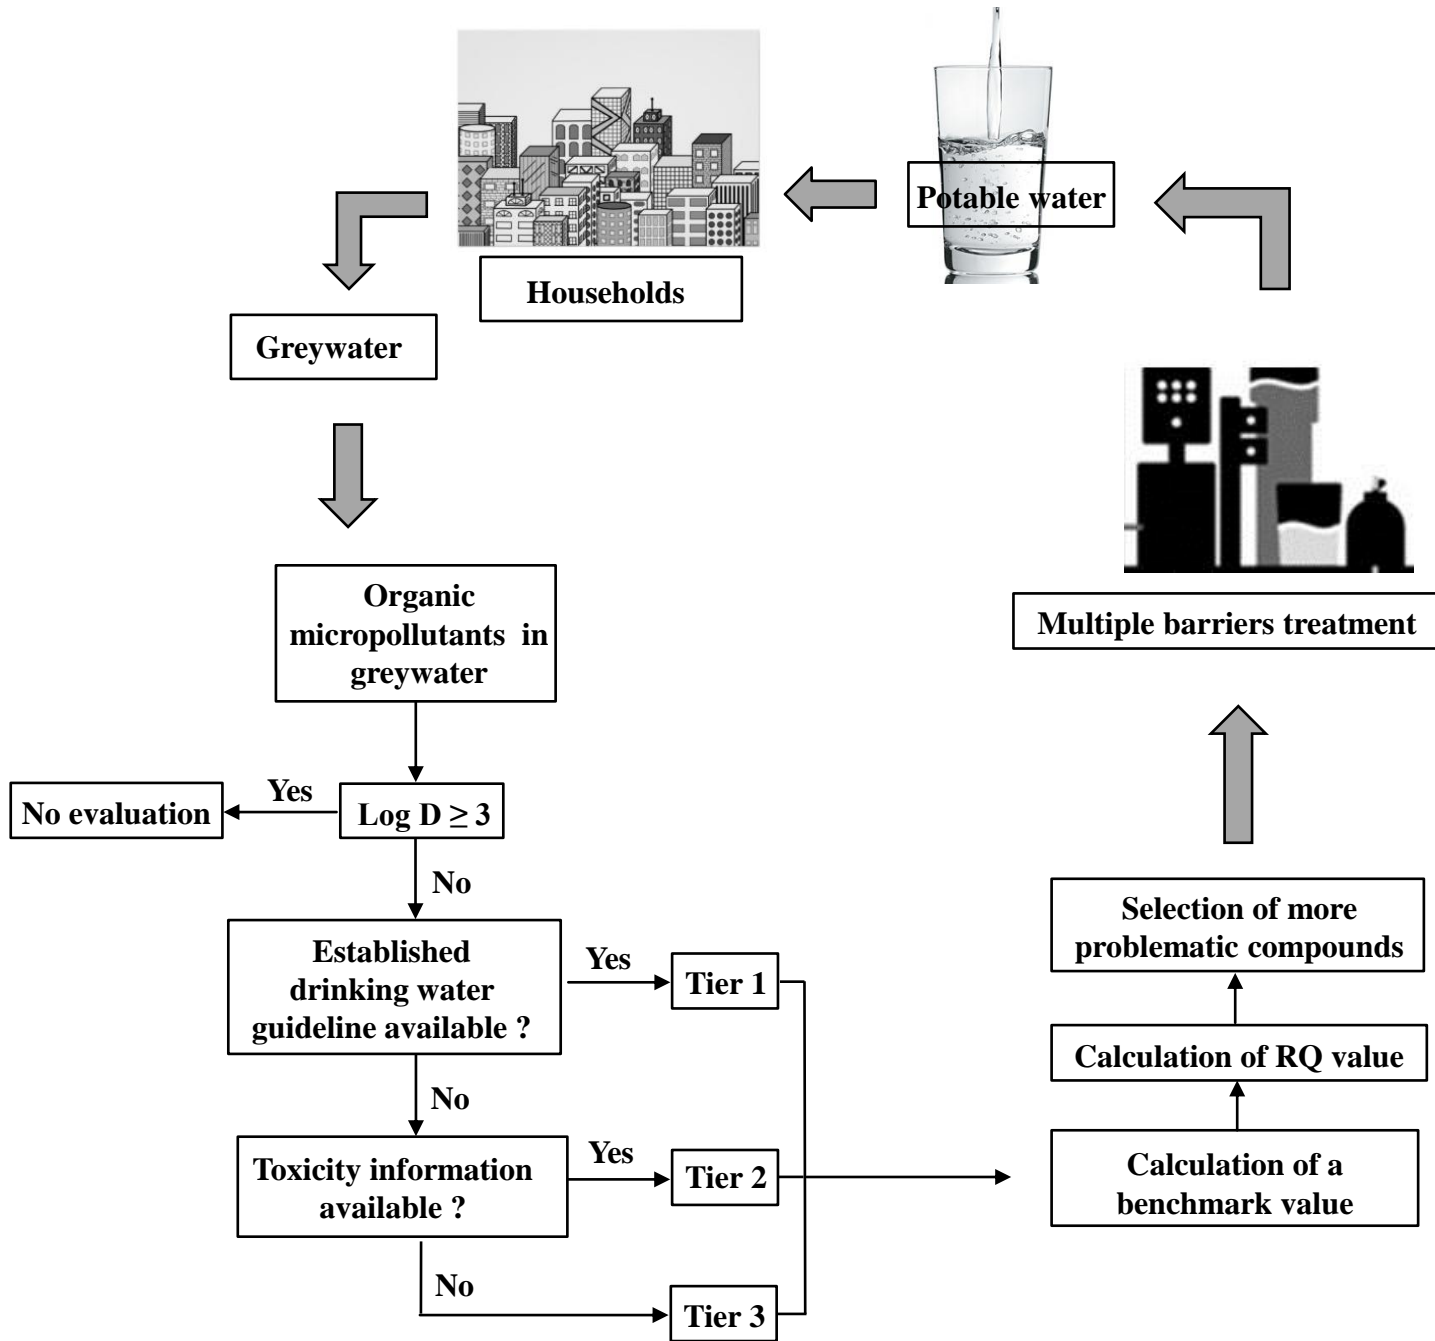 Potable water
Households
Greywater
Organic
micropollutants in
greywater
Multiple barriers treatment
No evaluation
Yes
Log D ≥ 3
No
Established
drinking water
guideline available ?
Yes
Tier 1
Selection of more
problematic compounds
Calculation of RQ value
No
Toxicity information
available ?
Yes
Tier 2
Calculation of a
benchmark value
No
Tier 3